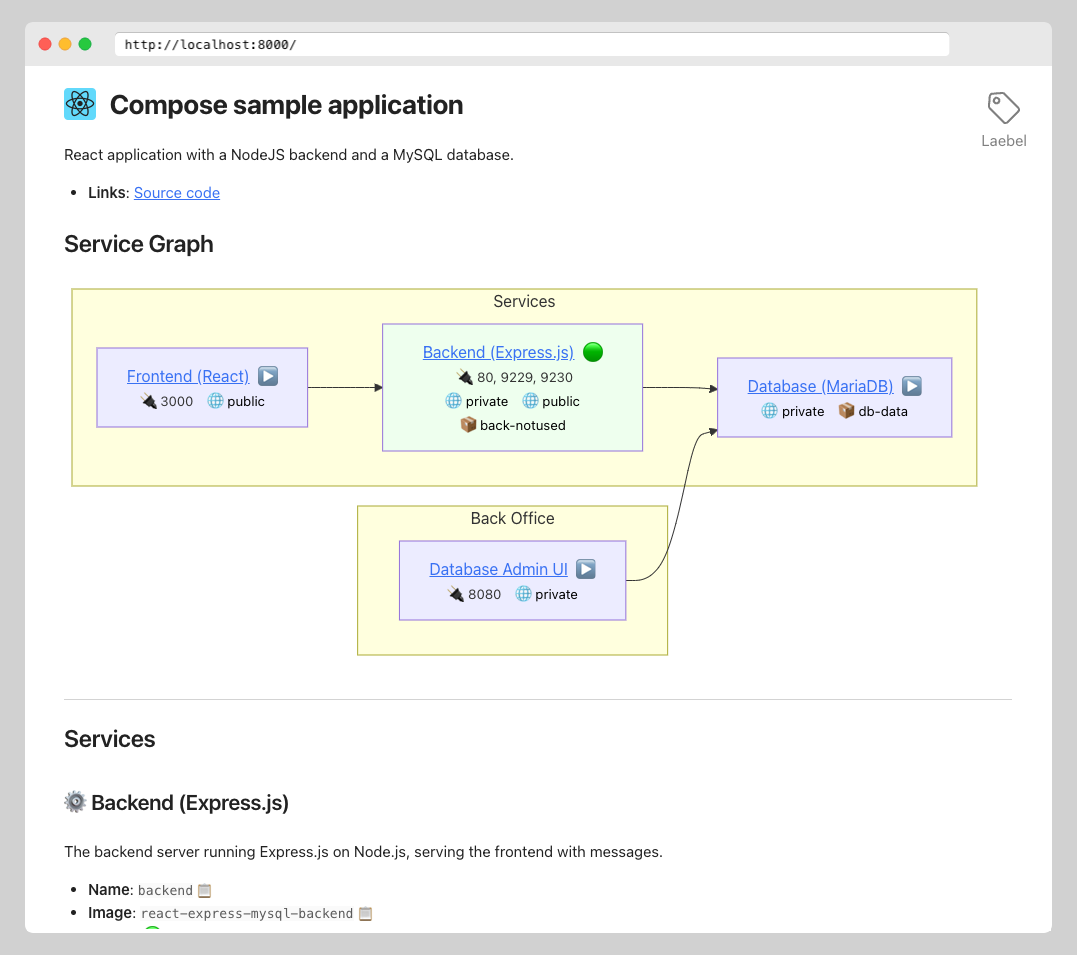 http://localhost:8000/
Compose sample application
Laebel
React application with a NodeJS backend and a MySQL database.
Links: Source code
Service Graph
Services
Frontend (React)
3000 public
Backend (Express.js)
80, 9229, 9230
private public
back-notused
Database (MariaDB)
private db-data
Back Office
Database Admin UI
8080 private
Services
Backend (Express.js)
The backend server running Express.js on Node.js, serving the frontend with messages.
Name: backend
Image: react-express-mysql-backend